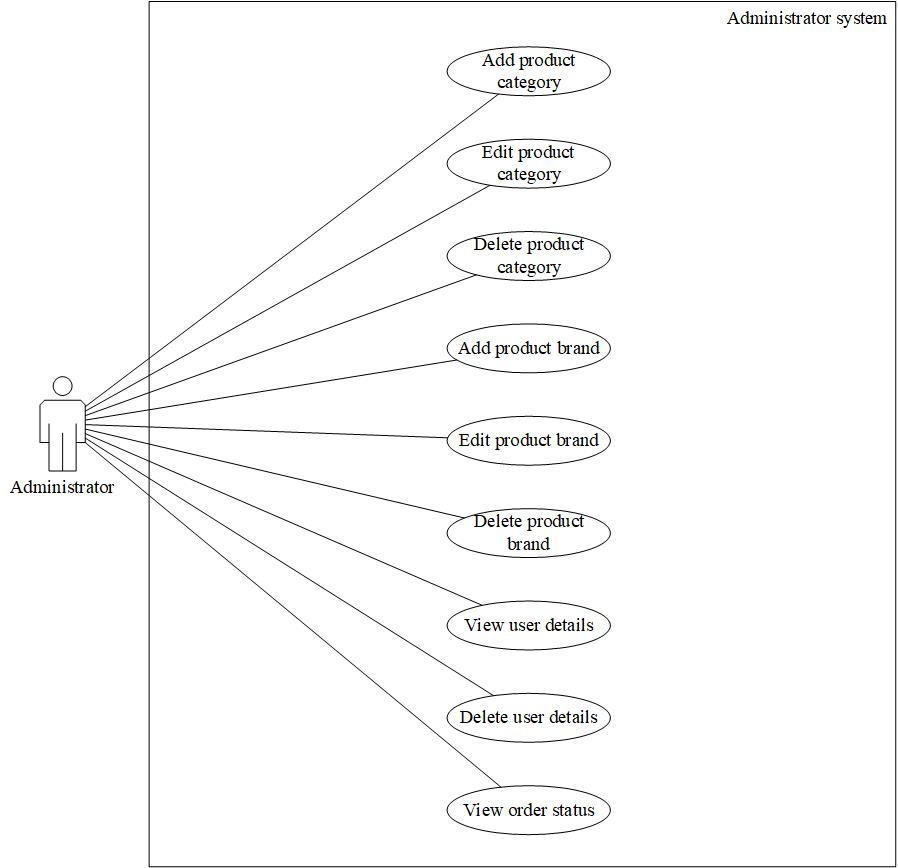 Administrator system
Add product
category
Edit product
category
Delete product
category
Add product brand
Edit product brand
Administrator
Delete product
brand
View user details
Delete user details
View order status